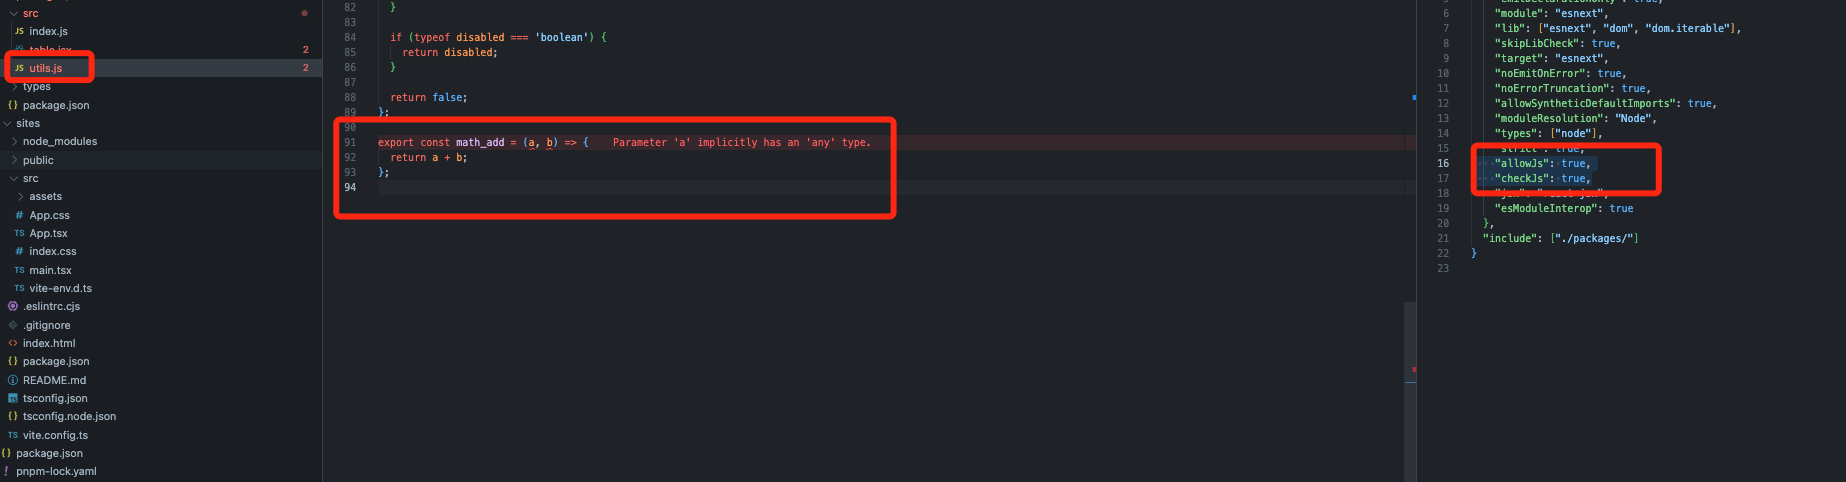 src
JS index.js
table.jsx 2
JS utils.js 2
types
{} package.json
sites
node_modules
public
src
assets
# App.css
TS App.tsx
# index.css
TS main.tsx
TS vite-env.d.ts
.eslintrc.cjs
.gitignore
<> index.html
{} package.json
README.md
tsconfig.json
{} tsconfig.node.json
TS vite.config.ts
{} package.json
! pnpm-lock.yaml
82 }
83
84 if (typeof disabled === 'boolean') {
85 return disabled;
86 }
87
88 return false;
89 };
90
91 export const math_add = (a, b) => { Parameter 'a' implicitly has an 'any' type.
92 return a + b;
93 };
94
6 "module": "esnext",
7 "lib": ["esnext", "dom", "dom.iterable"],
8 "skipLibCheck": true,
9 "target": "esnext",
10 "noEmitOnError": true,
11 "noErrorTruncation": true,
12 "allowSyntheticDefaultImports": true,
13 "moduleResolution": "Node",
14 "types": ["node"],
15 "strict": true,
16 "allowJs": true,
17 "checkJs": true,
18
19 "esModuleInterop": true
20 },
21 "include": ["./packages/"]
22 }
23